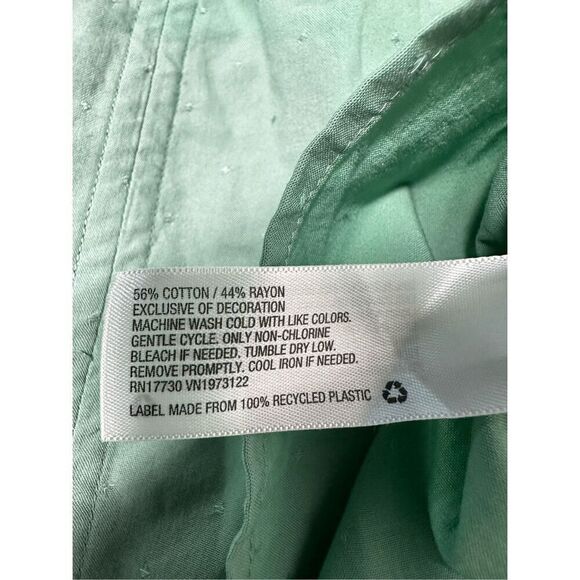 56% COTTON / 44% RAYON
EXCLUSIVE OF DECORATION
MACHINE WASH COLD WITH LIKE COLORS.
GENTLE CYCLE. ONLY NON-CHLORINE
BLEACH IF NEEDED. TUMBLE DRY LOW.
REMOVE PROMPTLY. COOL IRON IF NEEDED.
RN17730 VN1973122
LABEL MADE FROM 100% RECYCLED PLASTIC